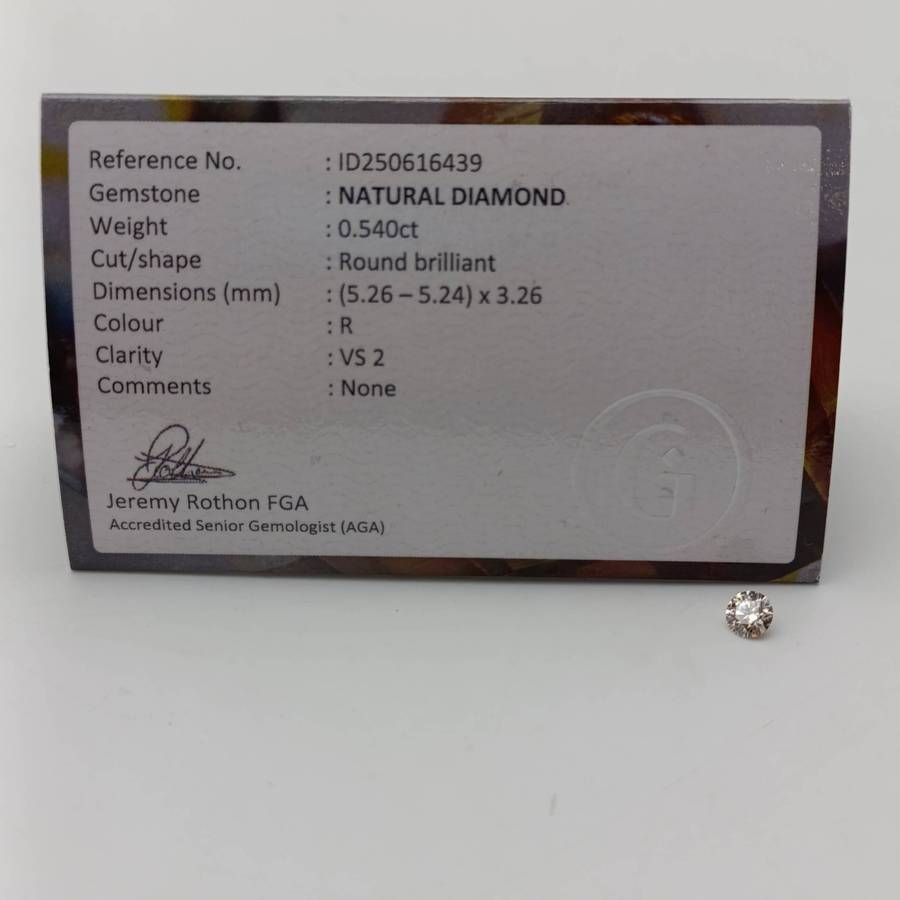 Reference No. : ID250616439
Gemstone : NATURAL DIAMOND
Weight : 0.540ct
Cut/shape : Round brilliant
Dimensions (mm) : (5.26 – 5.24) x 3.26
Colour : R
Clarity : VS 2
Comments : None
Jeremy Rothon FGA
Accredited Senior Gemologist (AGA)
G